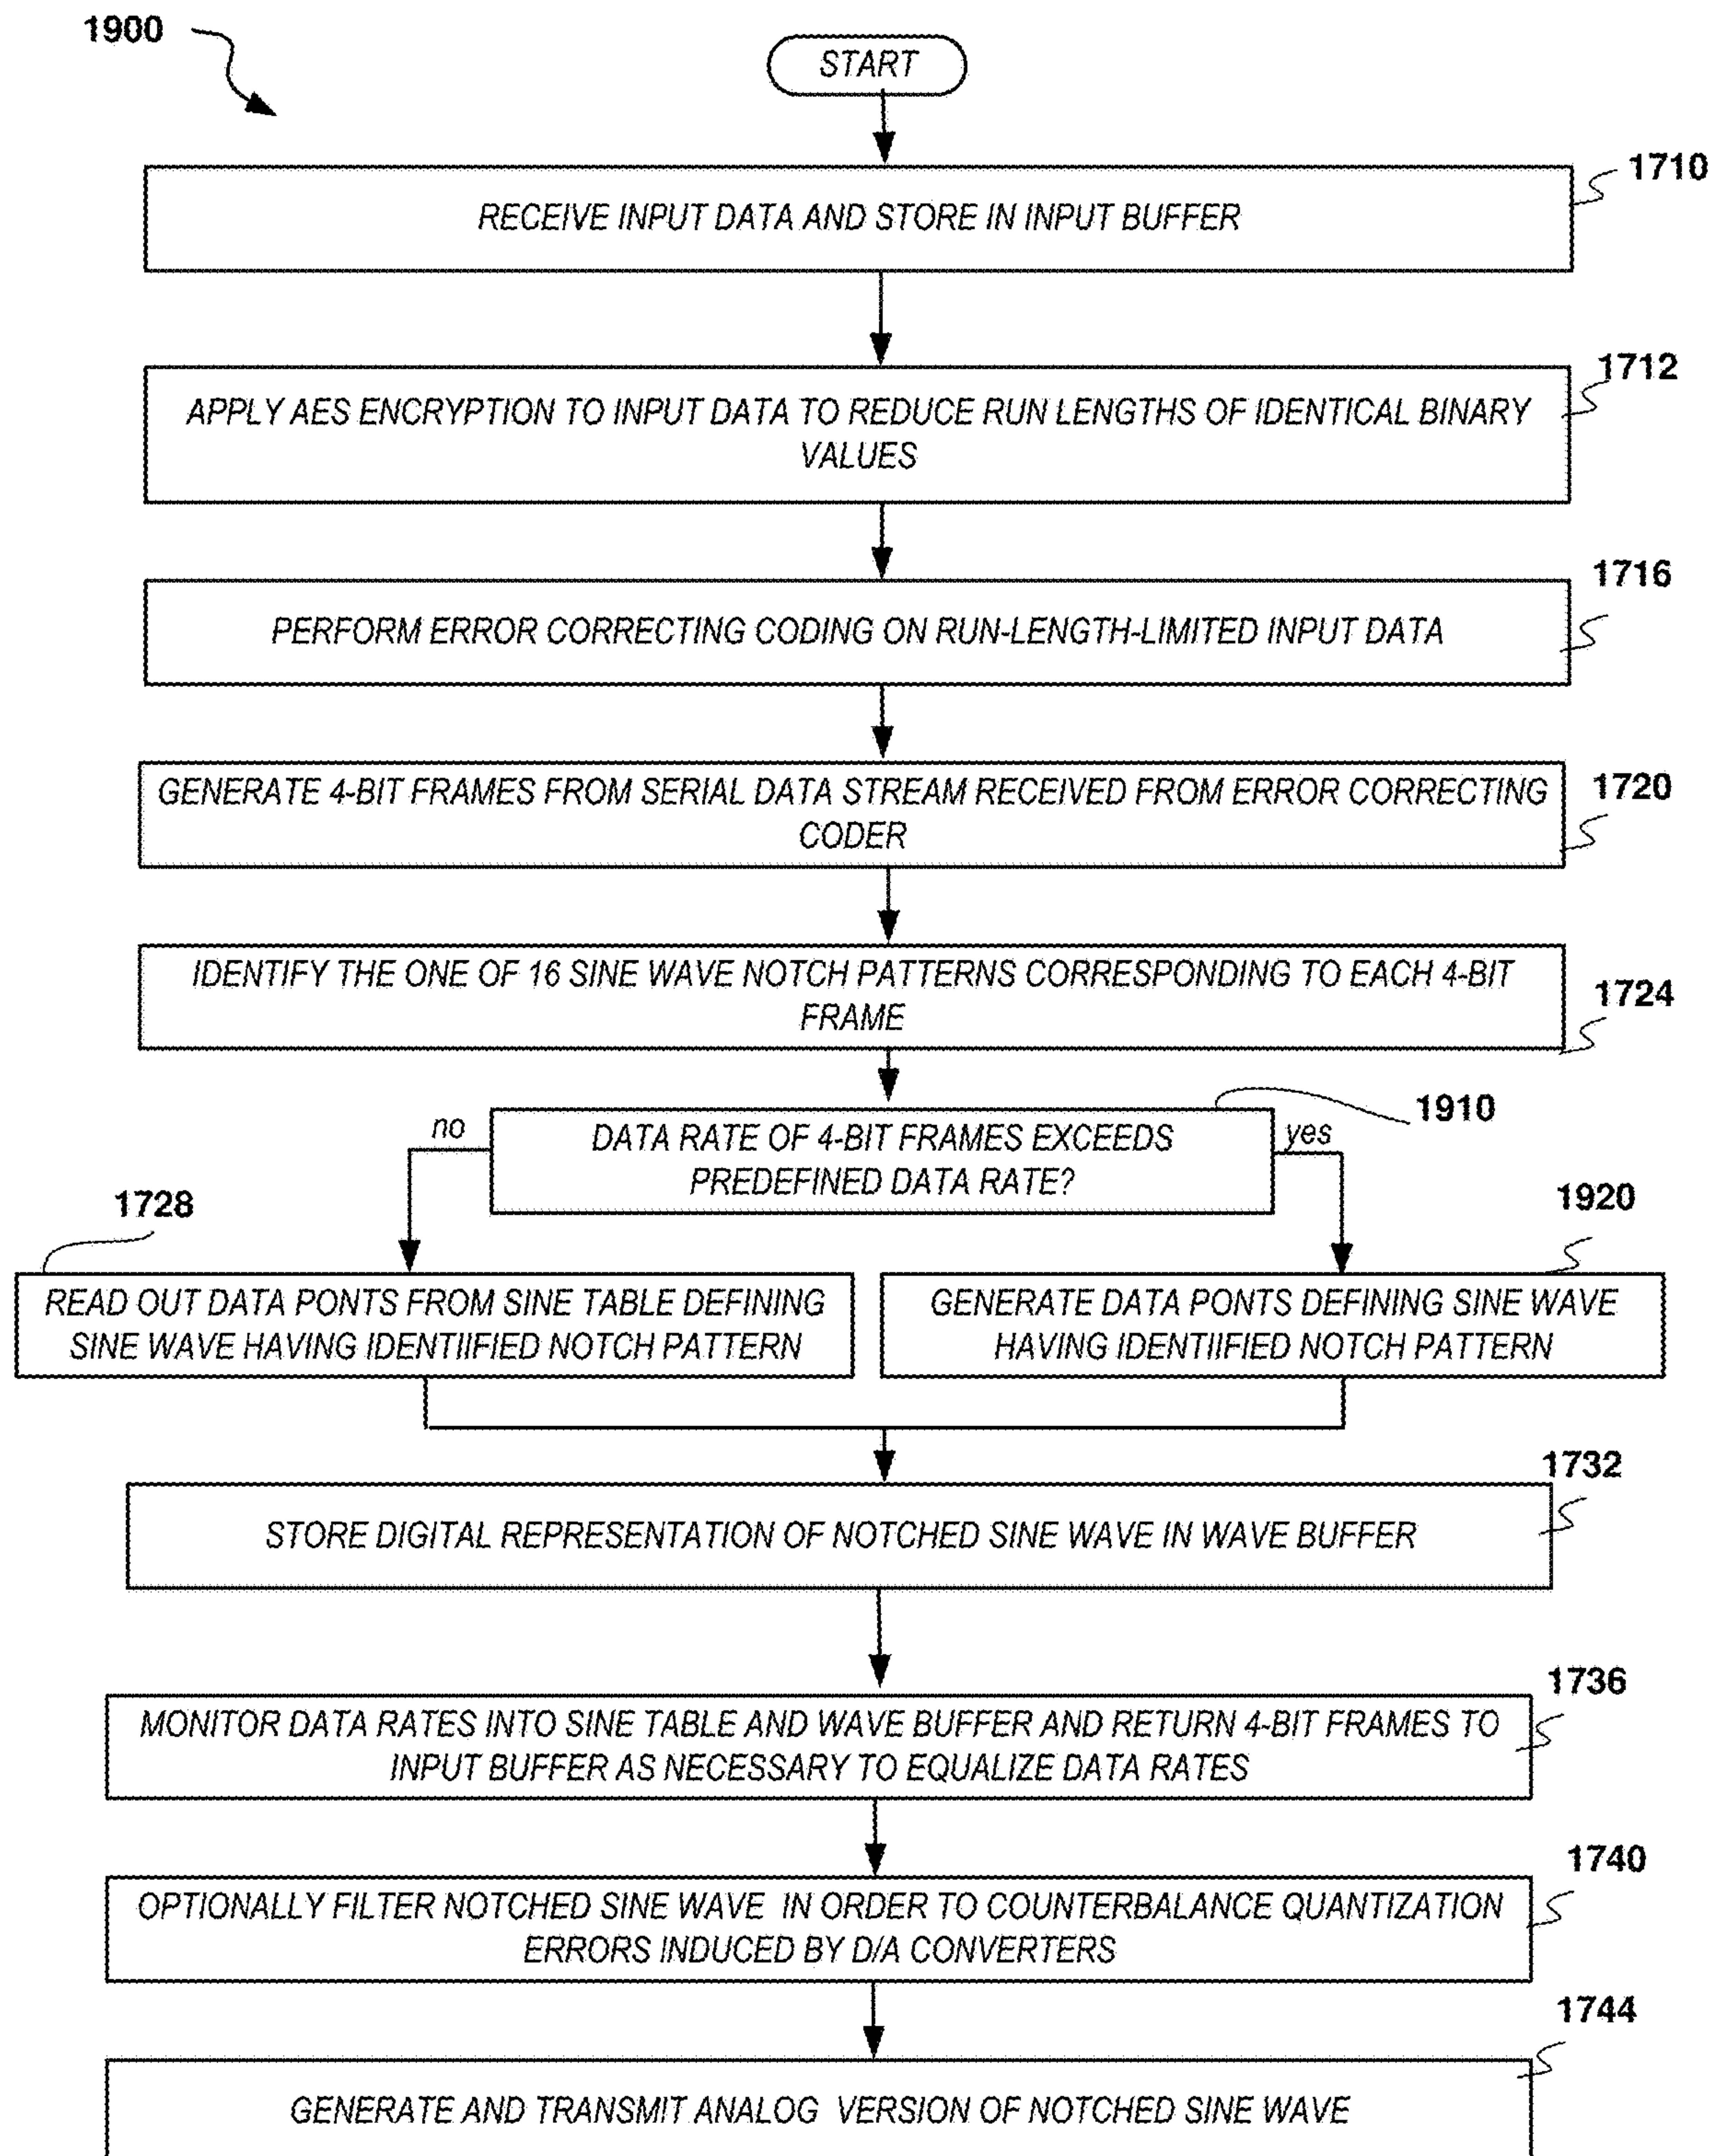 1900
START
1710
RECEIVE INPUT DATA AND STORE IN INPUT BUFFER
1712
APPLY AES ENCRYPTION TO INPUT DATA TO REDUCE RUN LENGTHS OF IDENTICAL BINARY
VALUES
1716
PERFORM ERROR CORRECTING CODING ON RUN-LENGTH-LIMITED INPUT DATA
1720
GENERATE 4-BIT FRAMES FROM SERIAL DATA STREAM RECEIVED FROM ERROR CORRECTING
CODER
1724
IDENTIFY THE ONE OF 16 SINE WAVE NOTCH PATTERNS CORRESPONDING TO EACH 4-BIT
FRAME
1910
no
DATA RATE OF 4-BIT FRAMES EXCEEDS
PREDEFINED DATA RATE?
yes
1728
1920
READ OUT DATA PONTS FROM SINE TABLE DEFINING
SINE WAVE HAVING IDENTIIFIED NOTCH PATTERN
GENERATE DATA PONTS DEFINING SINE WAVE
HAVING IDENTIIFIED NOTCH PATTERN
1732
STORE DIGITAL REPRESENTATION OF NOTCHED SINE WAVE IN WAVE BUFFER
1736
MONITOR DATA RATES INTO SINE TABLE AND WAVE BUFFER AND RETURN 4-BIT FRAMES TO
INPUT BUFFER AS NECESSARY TO EQUALIZE DATA RATES
1740
OPTIONALLY FILTER NOTCHED SINE WAVE IN ORDER TO COUNTERBALANCE QUANTIZATION
ERRORS INDUCED BY D/A CONVERTERS
1744
GENERATE AND TRANSMIT ANALOG VERSION OF NOTCHED SINE WAVE